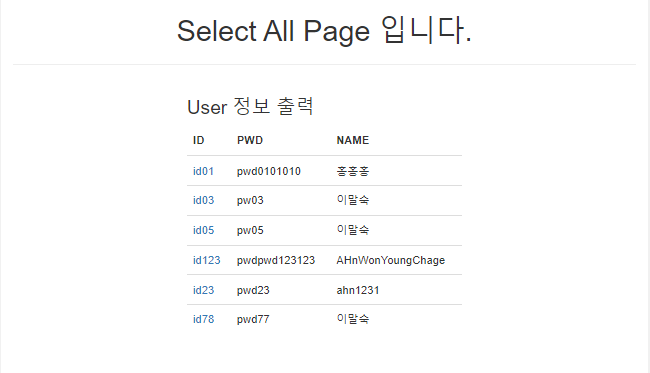 Select All Page 입니다.
User 정보 출력
ID PWD NAME
id01 pwd0101010 홍홍홍
id03 pw03 이말숙
id05 pw05 이말숙
id123 pwdpwd123123 AHnWonYoungChage
id23 pwd23 ahn1231
id78 pwd77 이말숙